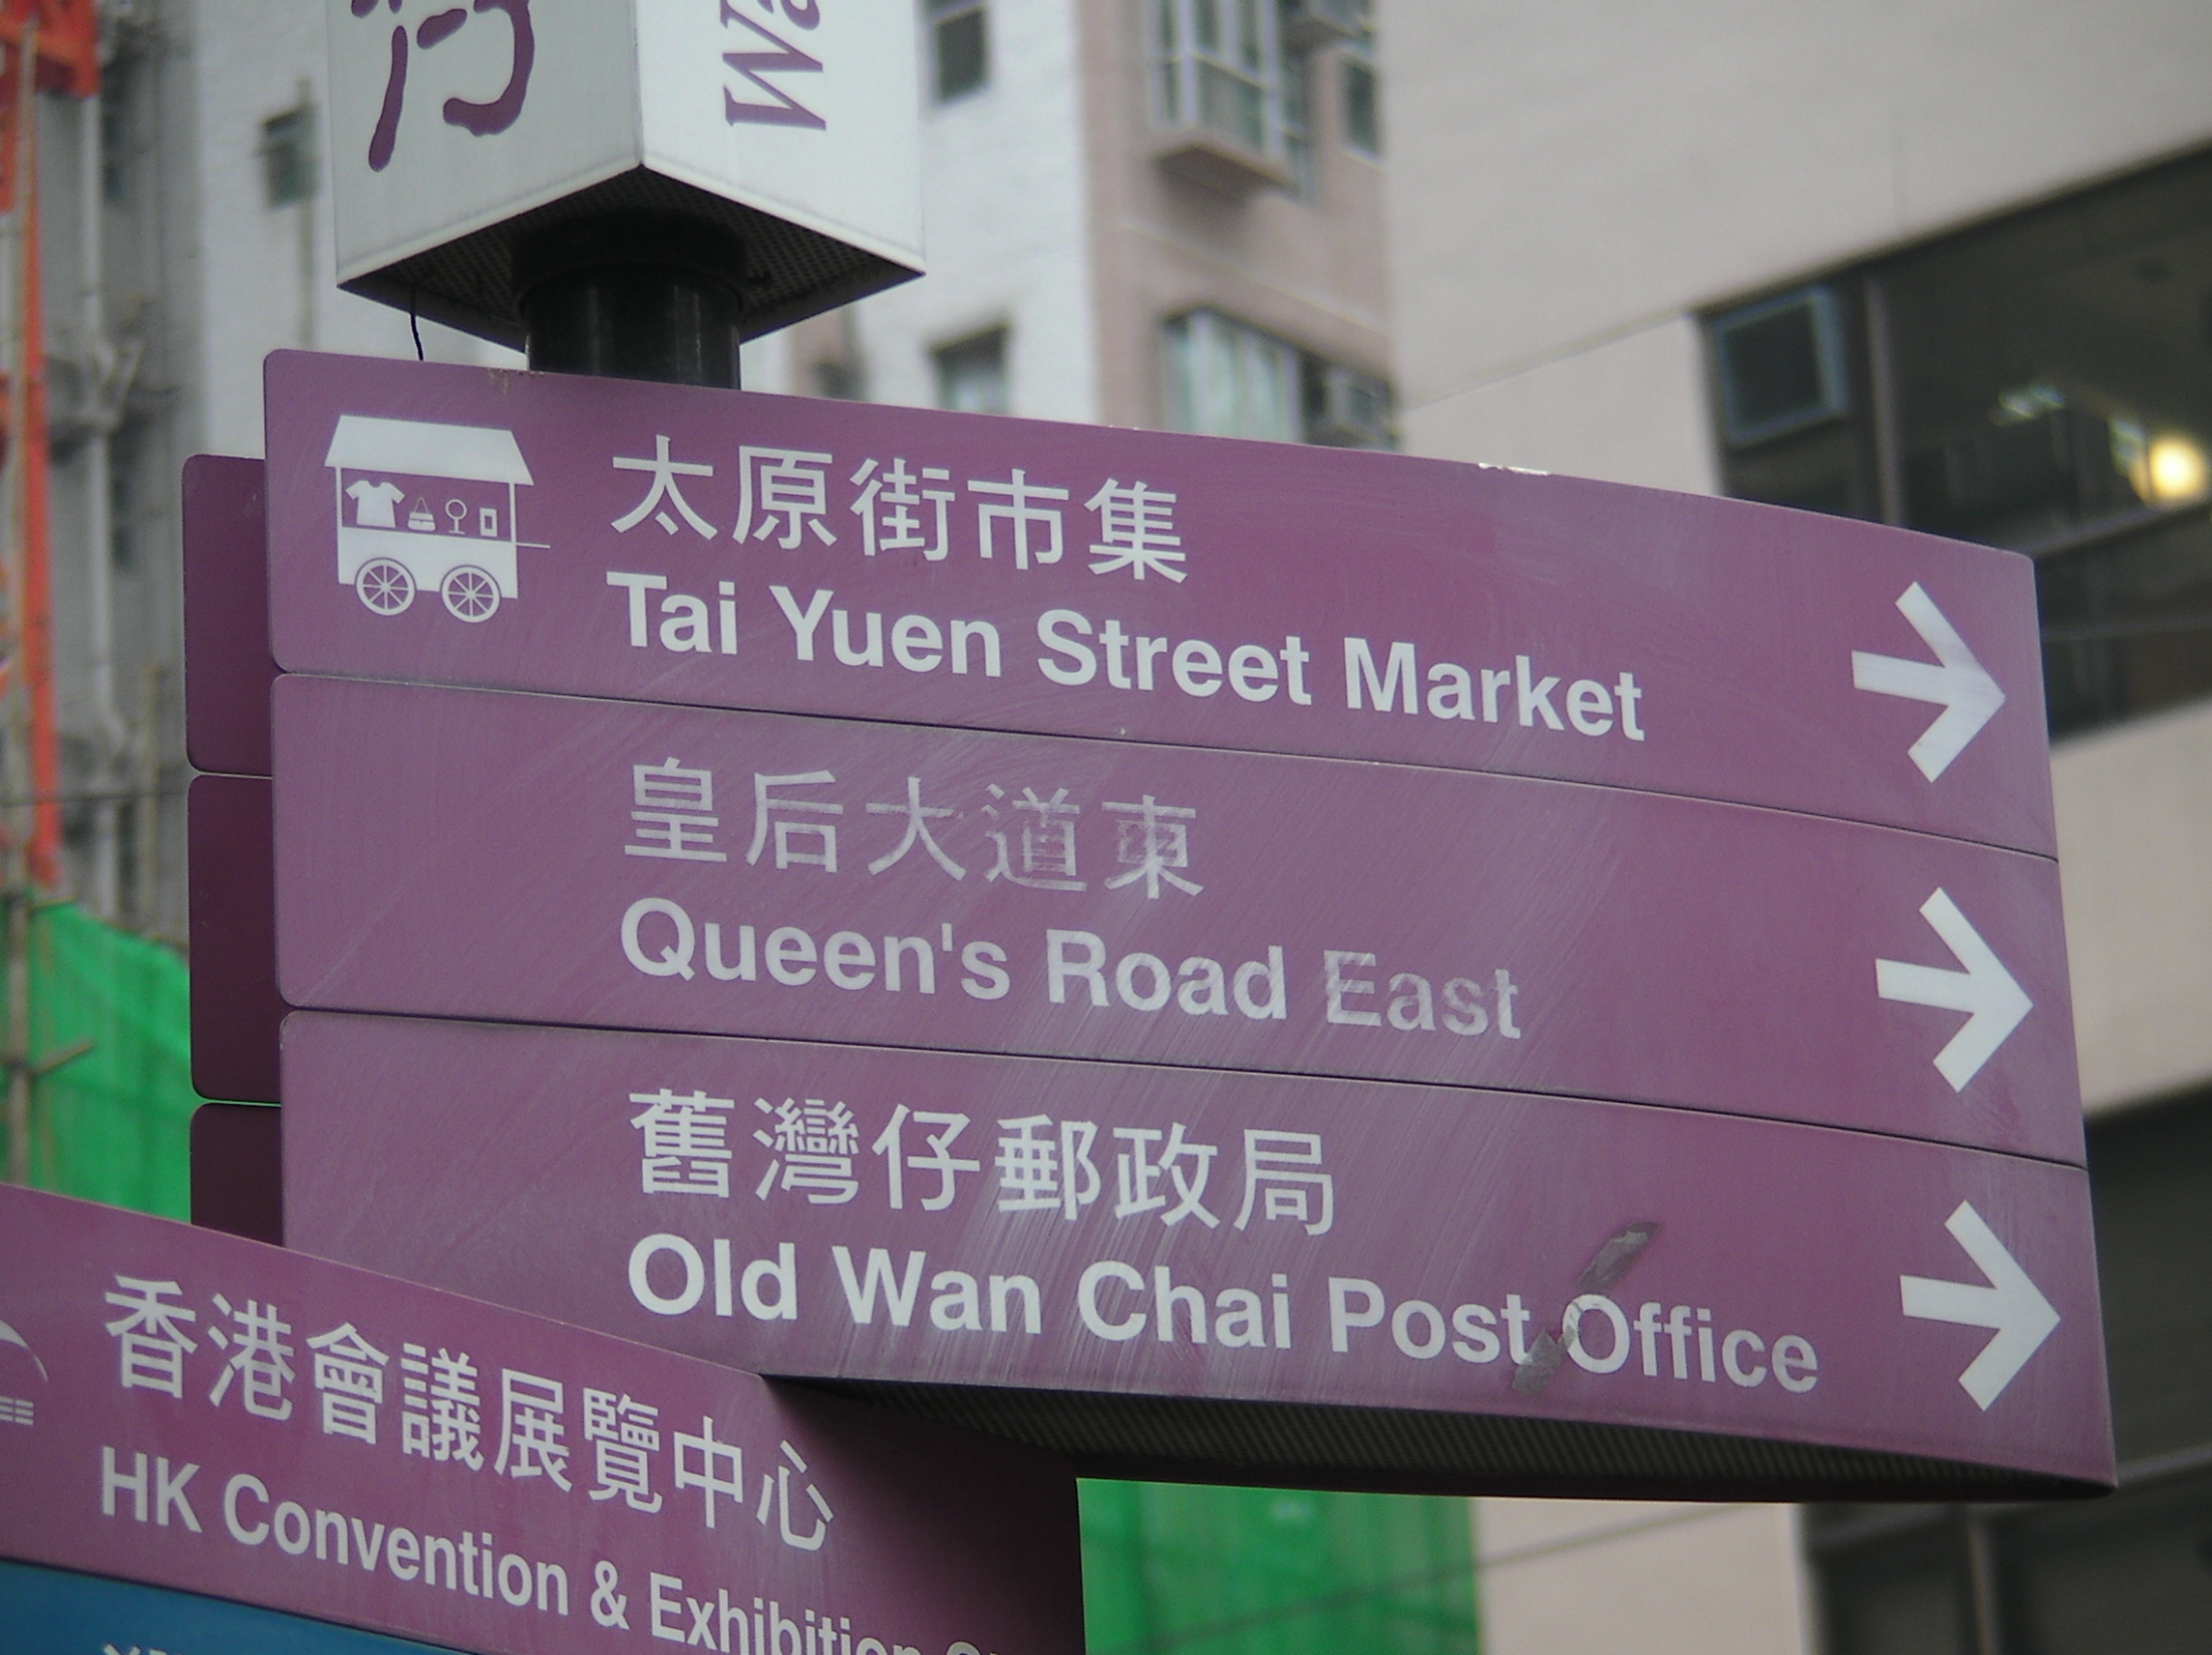 太原街市集
Tai Yuen Street Market
皇后大道東
Queen's Road East
舊灣仔郵政局
Old Wan Chai Post Office
香港會議展覽中心
HK Convention & Exhibition